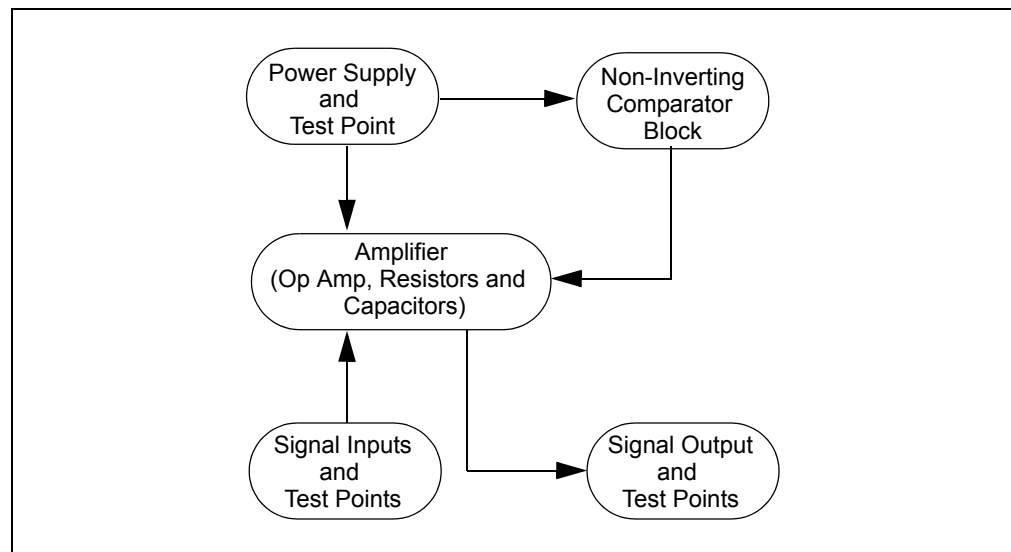 Power Supply
and
Test Point
Non-Inverting
Comparator
Block
Amplifier
(Op Amp, Resistors and
Capacitors)
Signal Inputs
and
Test Points
Signal Output
and
Test Points